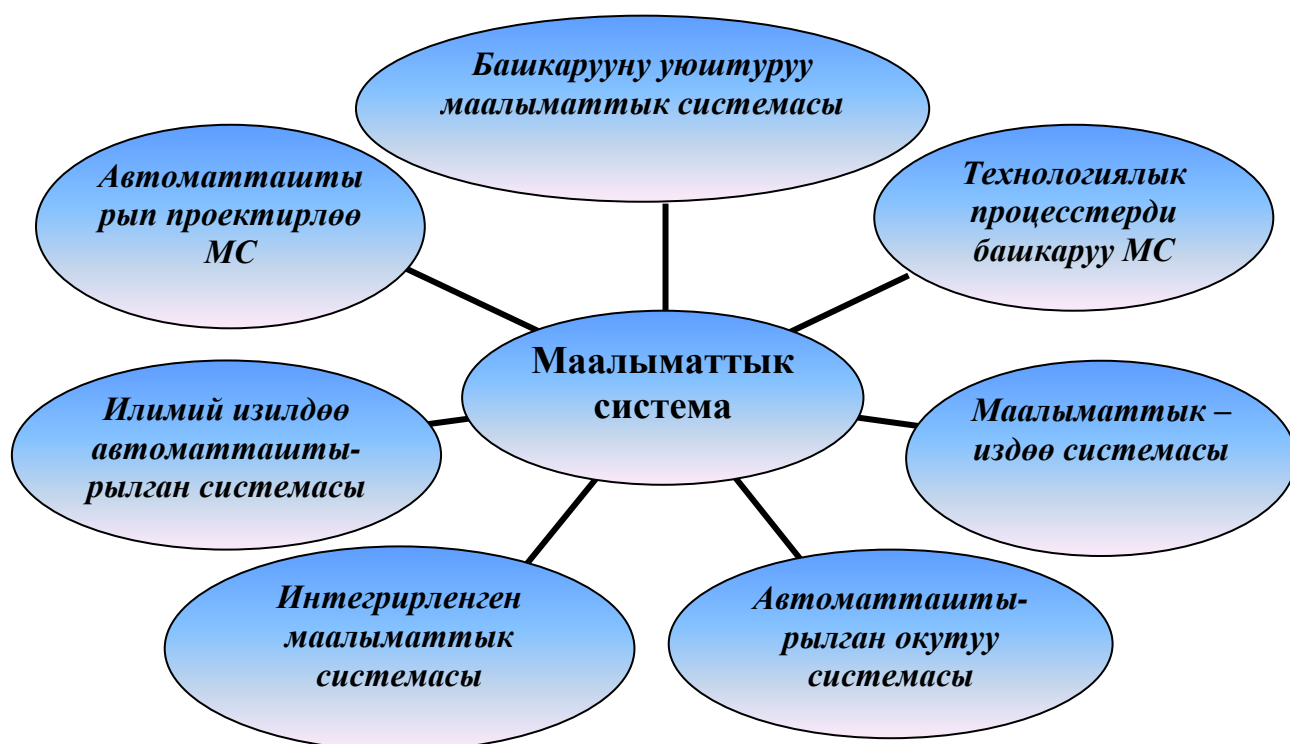 Башкарууну уюштуруу
маалыматтык системасы
Автоматташты
рып проектирлөө
МС
Технологиялык
процесстерди
башкаруу МС
Маалыматтык
система
Илимий изилдөө
автоматташты-
рылган системасы
Маалыматтык –
издөө системасы
Интегрирленген
маалыматтык
системасы
Автоматташты-
рылган окутуу
системасы